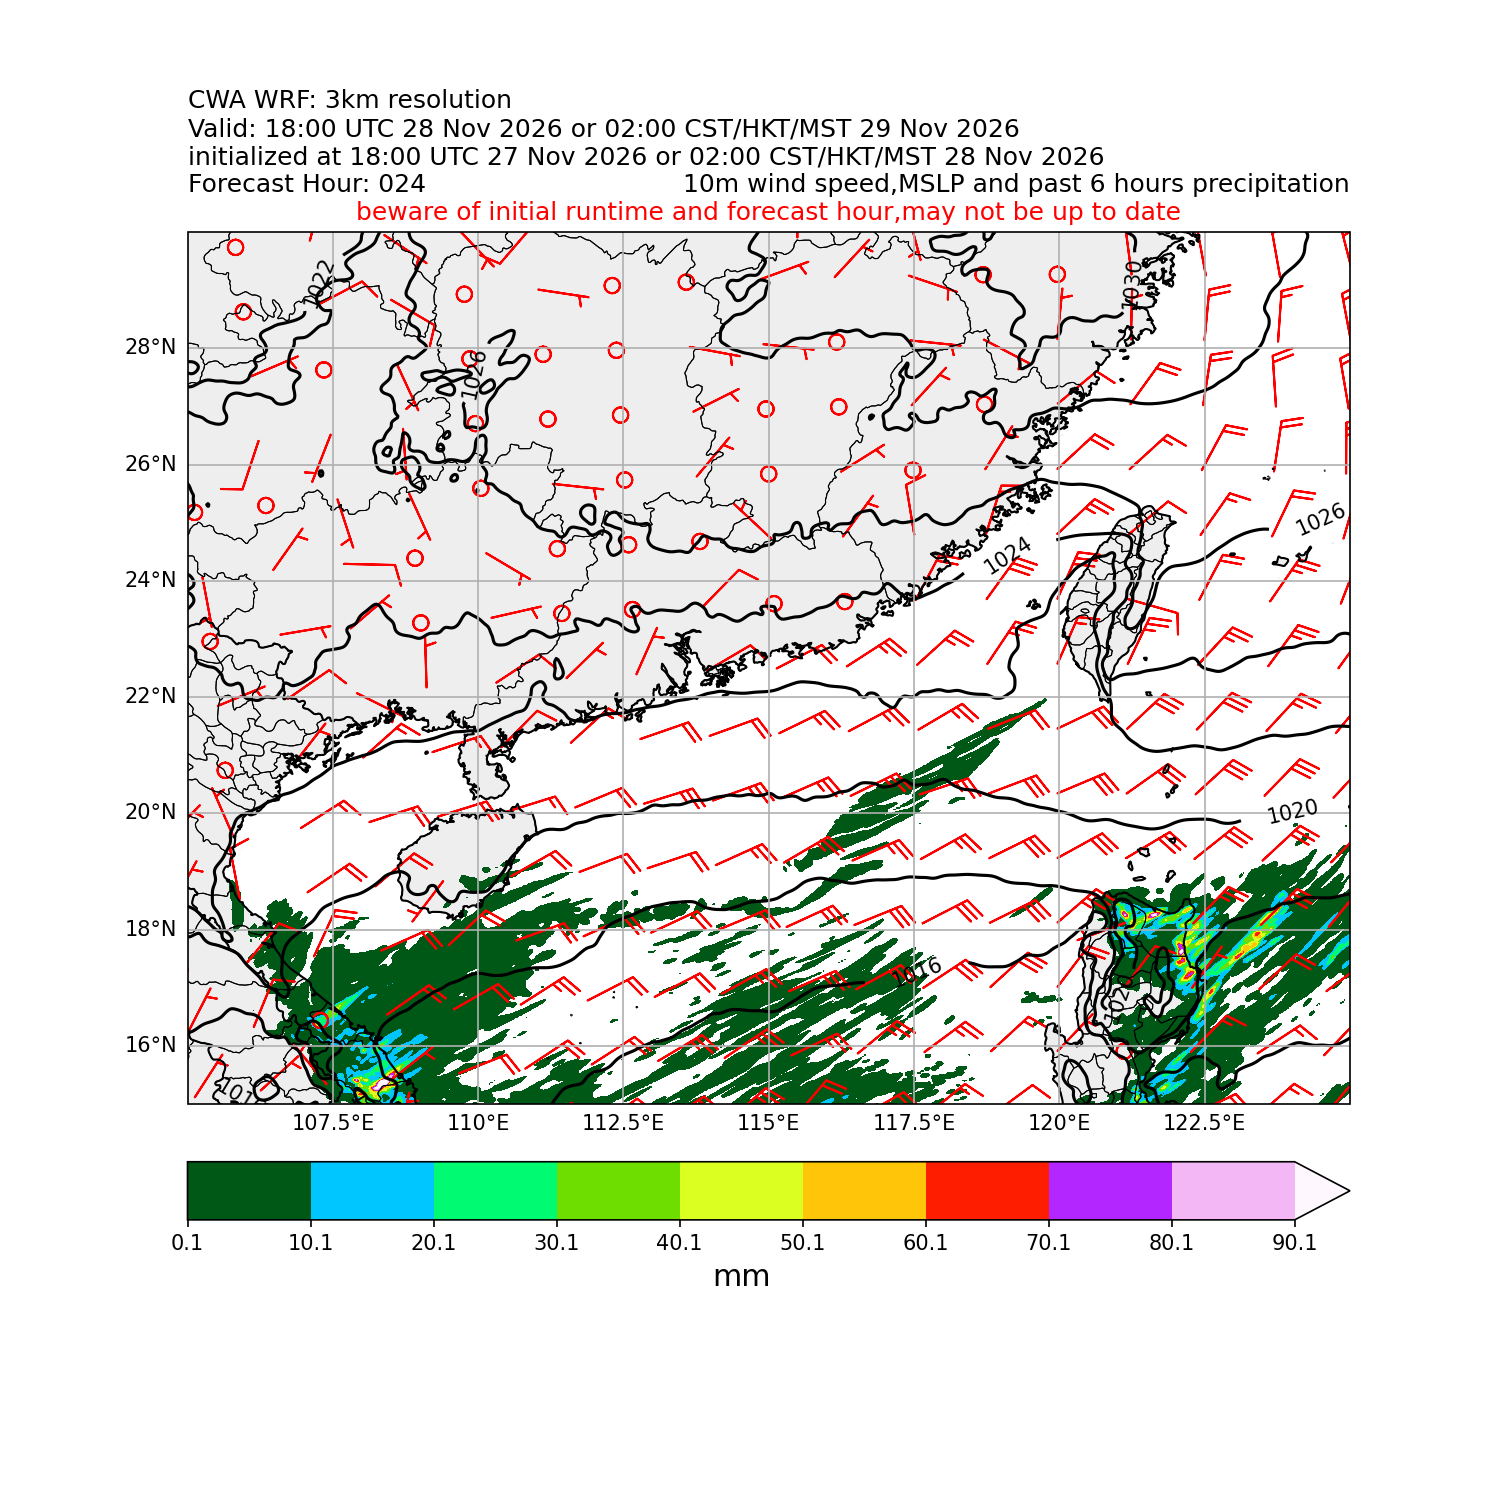 CWA WRF: 3km resolution
Valid: 18:00 UTC 28 Nov 2026 or 02:00 CST/HKT/MST 29 Nov 2026
initialized at 18:00 UTC 27 Nov 2026 or 02:00 CST/HKT/MST 28 Nov 2026
Forecast Hour: 024 10m wind speed,MSLP and past 6 hours precipitation
beware of initial runtime and forecast hour,may not be up to date
1022
1030
28°N
1026
26°N
1026
1024
24°N
22°N
20°N
1020
18°N
1016
16°N
107.5°E 110°E 112.5°E 115°E 117.5°E 120°E 122.5°E
0.1 10.1 20.1 30.1 40.1 50.1 60.1 70.1 80.1 90.1
mm